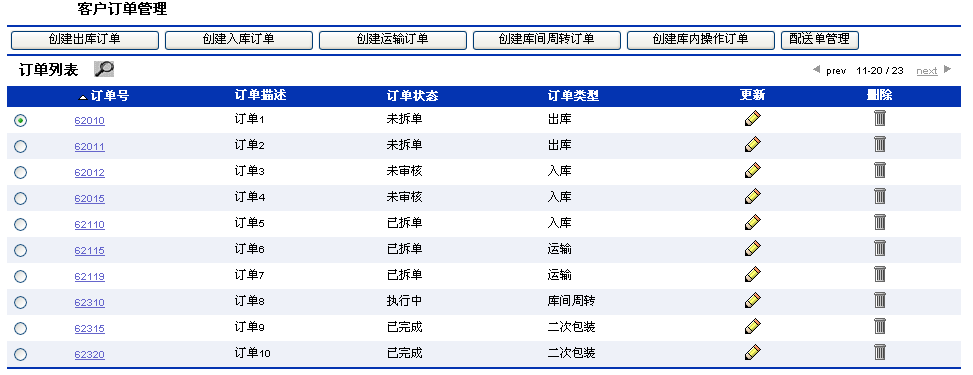 客户订单管理
创建出库订单 创建入库订单 创建运输订单 创建库间周转订单 创建库内操作订单 配送单管理
订单列表 prev 11-20 / 23 next
订单号 订单描述 订单状态 订单类型 更新 删除
62010 订单1 未拆单 出库
62011 订单2 未拆单 出库
62012 订单3 未审核 入库
62015 订单4 未审核 入库
62110 订单5 已拆单 入库
62115 订单6 已拆单 运输
62119 订单7 已拆单 运输
62310 订单8 执行中 库间周转
62315 订单9 已完成 二次包装
62320 订单10 已完成 二次包装